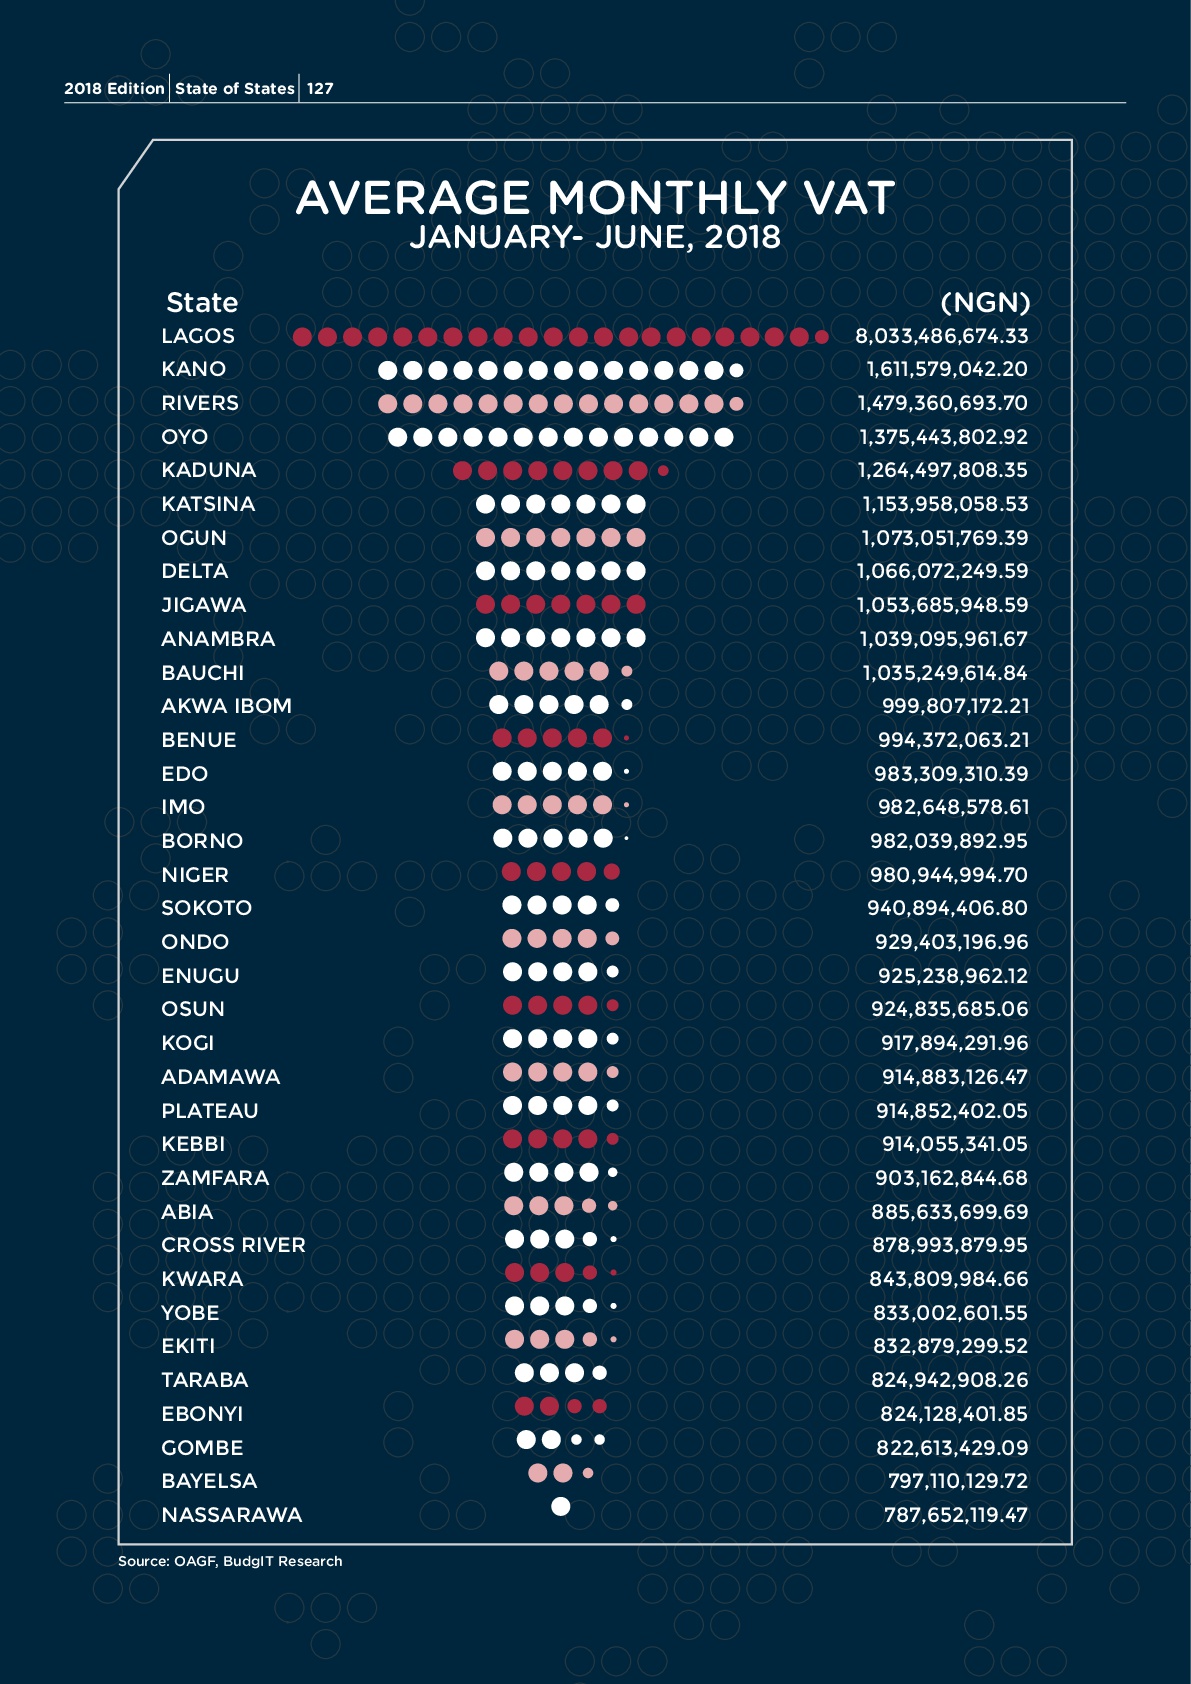 2018 Edition | State of States | 127
AVERAGE MONTHLY VAT
JANUARY- JUNE, 2018
State (NGN)
LAGOS 8,033,486,674.33
KANO 1,611,579,042.20
RIVERS 1,479,360,693.70
OYO 1,375,443,802.92
KADUNA 1,264,497,808.35
KATSINA 1,153,958,058.53
OGUN 1,073,051,769.39
DELTA 1,066,072,249.59
JIGAWA 1,053,685,948.59
ANAMBRA 1,039,095,961.67
BAUCHI 1,035,249,614.84
AKWA IBOM 999,807,172.21
BENUE 994,372,063.21
EDO 983,309,310.39
IMO 982,648,578.61
BORNO 982,039,892.95
NIGER 980,944,994.70
SOKOTO 940,894,406.80
ONDO 929,403,196.96
ENUGU 925,238,962.12
OSUN 924,835,685.06
KOGI 917,894,291.96
ADAMAWA 914,883,126.47
PLATEAU 914,852,402.05
KEBBI 914,055,341.05
ZAMFARA 903,162,844.68
ABIA 885,633,699.69
CROSS RIVER 878,993,879.95
KWARA 843,809,984.66
YOBE 833,002,601.55
EKITI 832,879,299.52
TARABA 824,942,908.26
EBONYI 824,128,401.85
GOMBE 822,613,429.09
BAYELSA 797,110,129.72
NASSARAWA 787,652,119.47
Source: OAGF, BudgIT Research